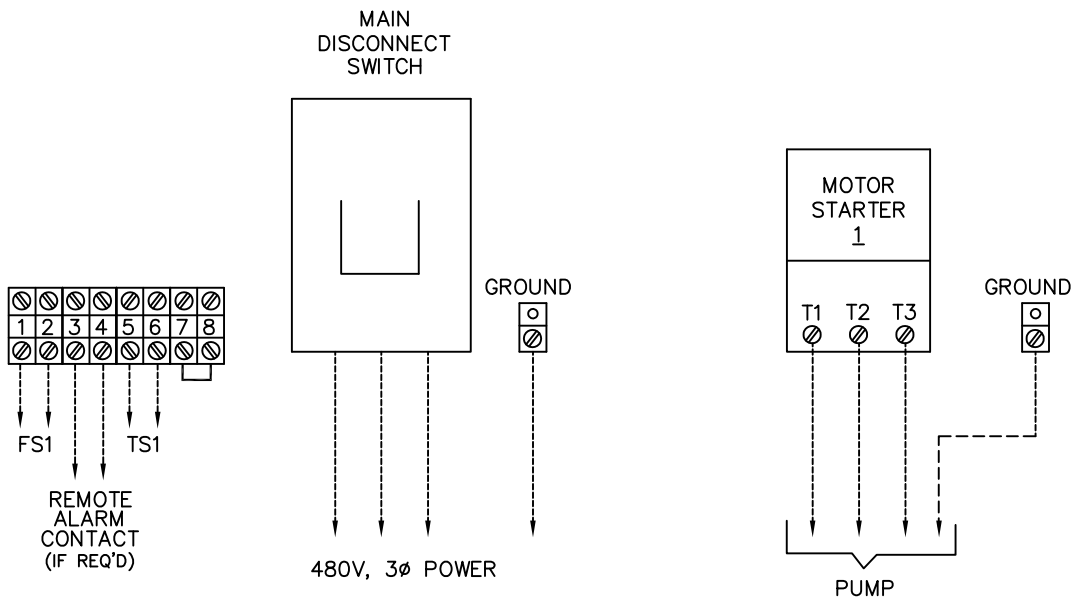 MAIN
DISCONNECT
SWITCH
MOTOR
STARTER
1
GROUND
GROUND
T1 T2 T3
1 2 3 4 5 6 7 8
FS1 TS1
REMOTE
ALARM
CONTACT
(IF REQ'D)
480V, 3ø POWER
PUMP